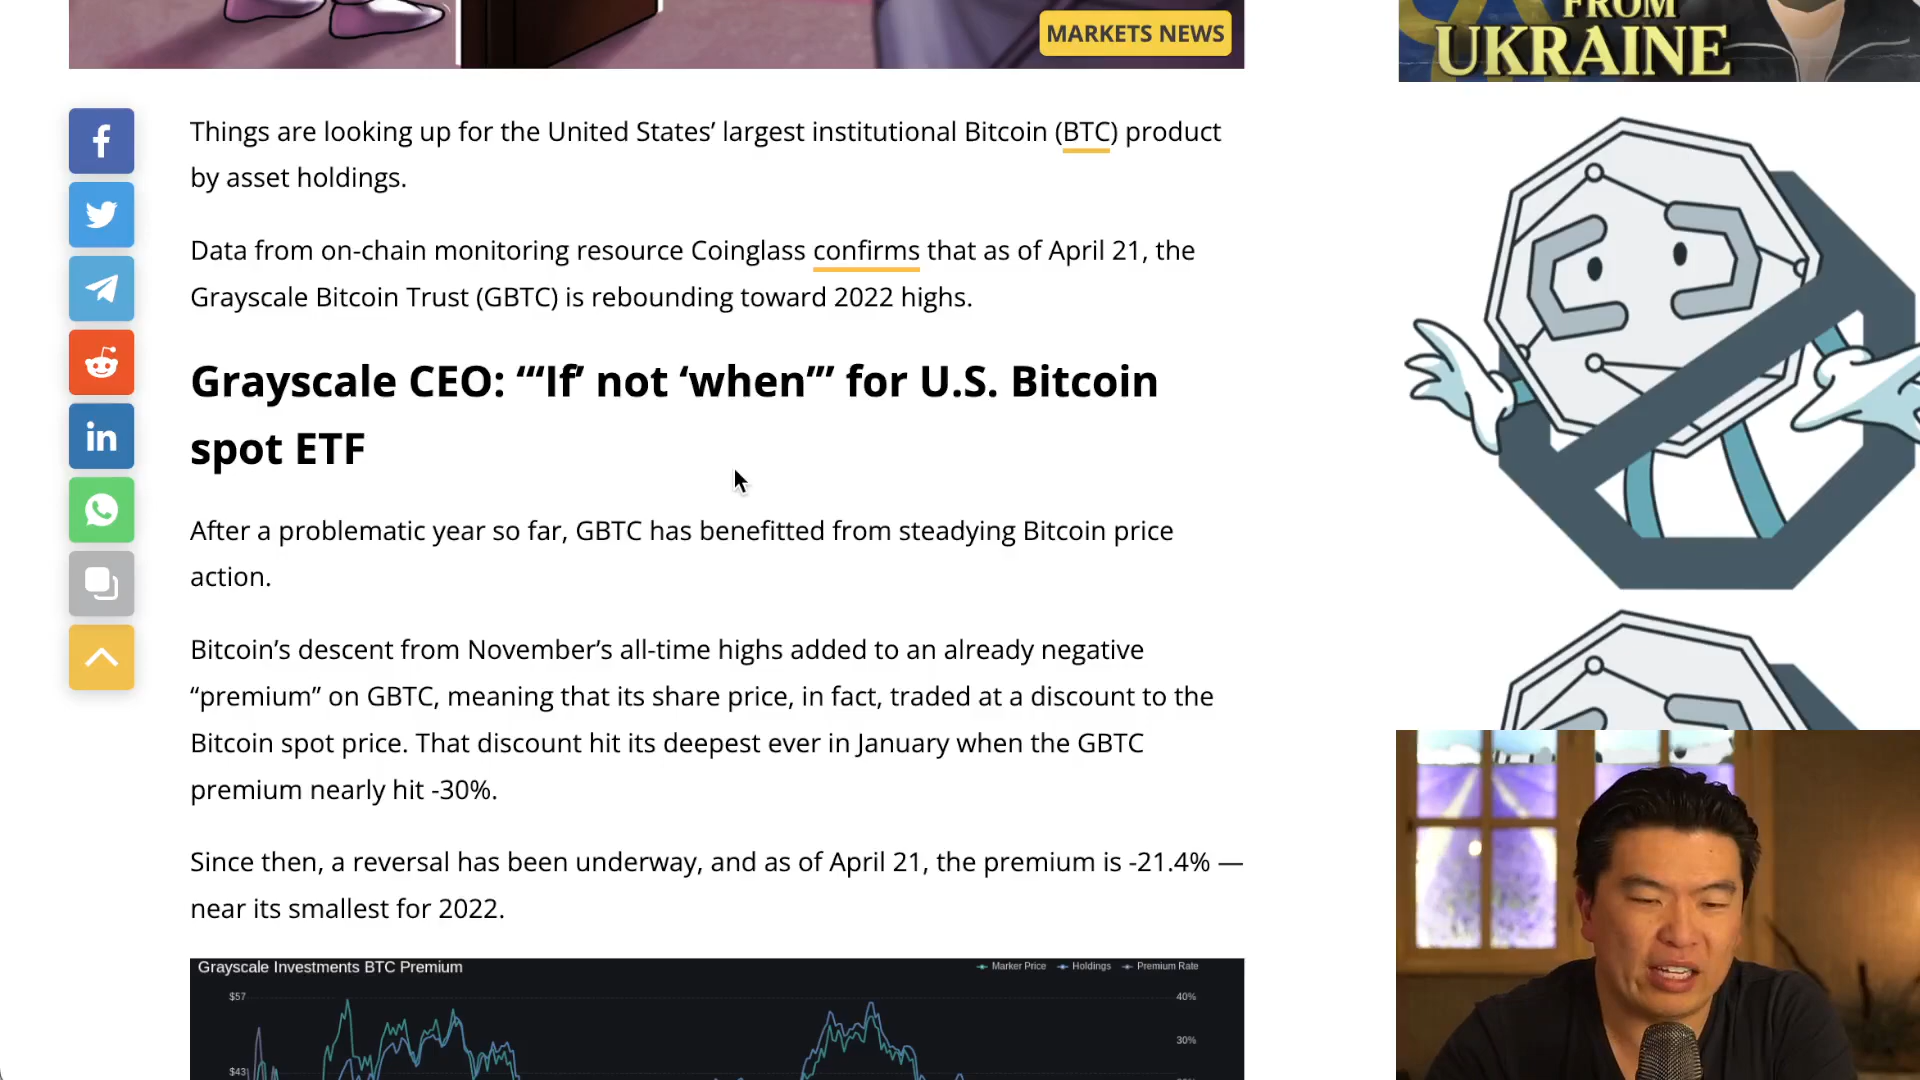 MARKETS NEWS
FROM
UKRAINE
Things are looking up for the United States’ largest institutional Bitcoin (BTC) product
by asset holdings.
Data from on-chain monitoring resource Coinglass confirms that as of April 21, the
Grayscale Bitcoin Trust (GBTC) is rebounding toward 2022 highs.
Grayscale CEO: “‘If’ not ‘when’” for U.S. Bitcoin
spot ETF
After a problematic year so far, GBTC has benefitted from steadying Bitcoin price
action.
Bitcoin’s descent from November’s all-time highs added to an already negative
“premium” on GBTC, meaning that its share price, in fact, traded at a discount to the
Bitcoin spot price. That discount hit its deepest ever in January when the GBTC
premium nearly hit -30%.
Since then, a reversal has been underway, and as of April 21, the premium is -21.4% —
near its smallest for 2022.
Grayscale Investments BTC Premium
Marker Price Holdings Premium Rate
$57 40%
30%
$43